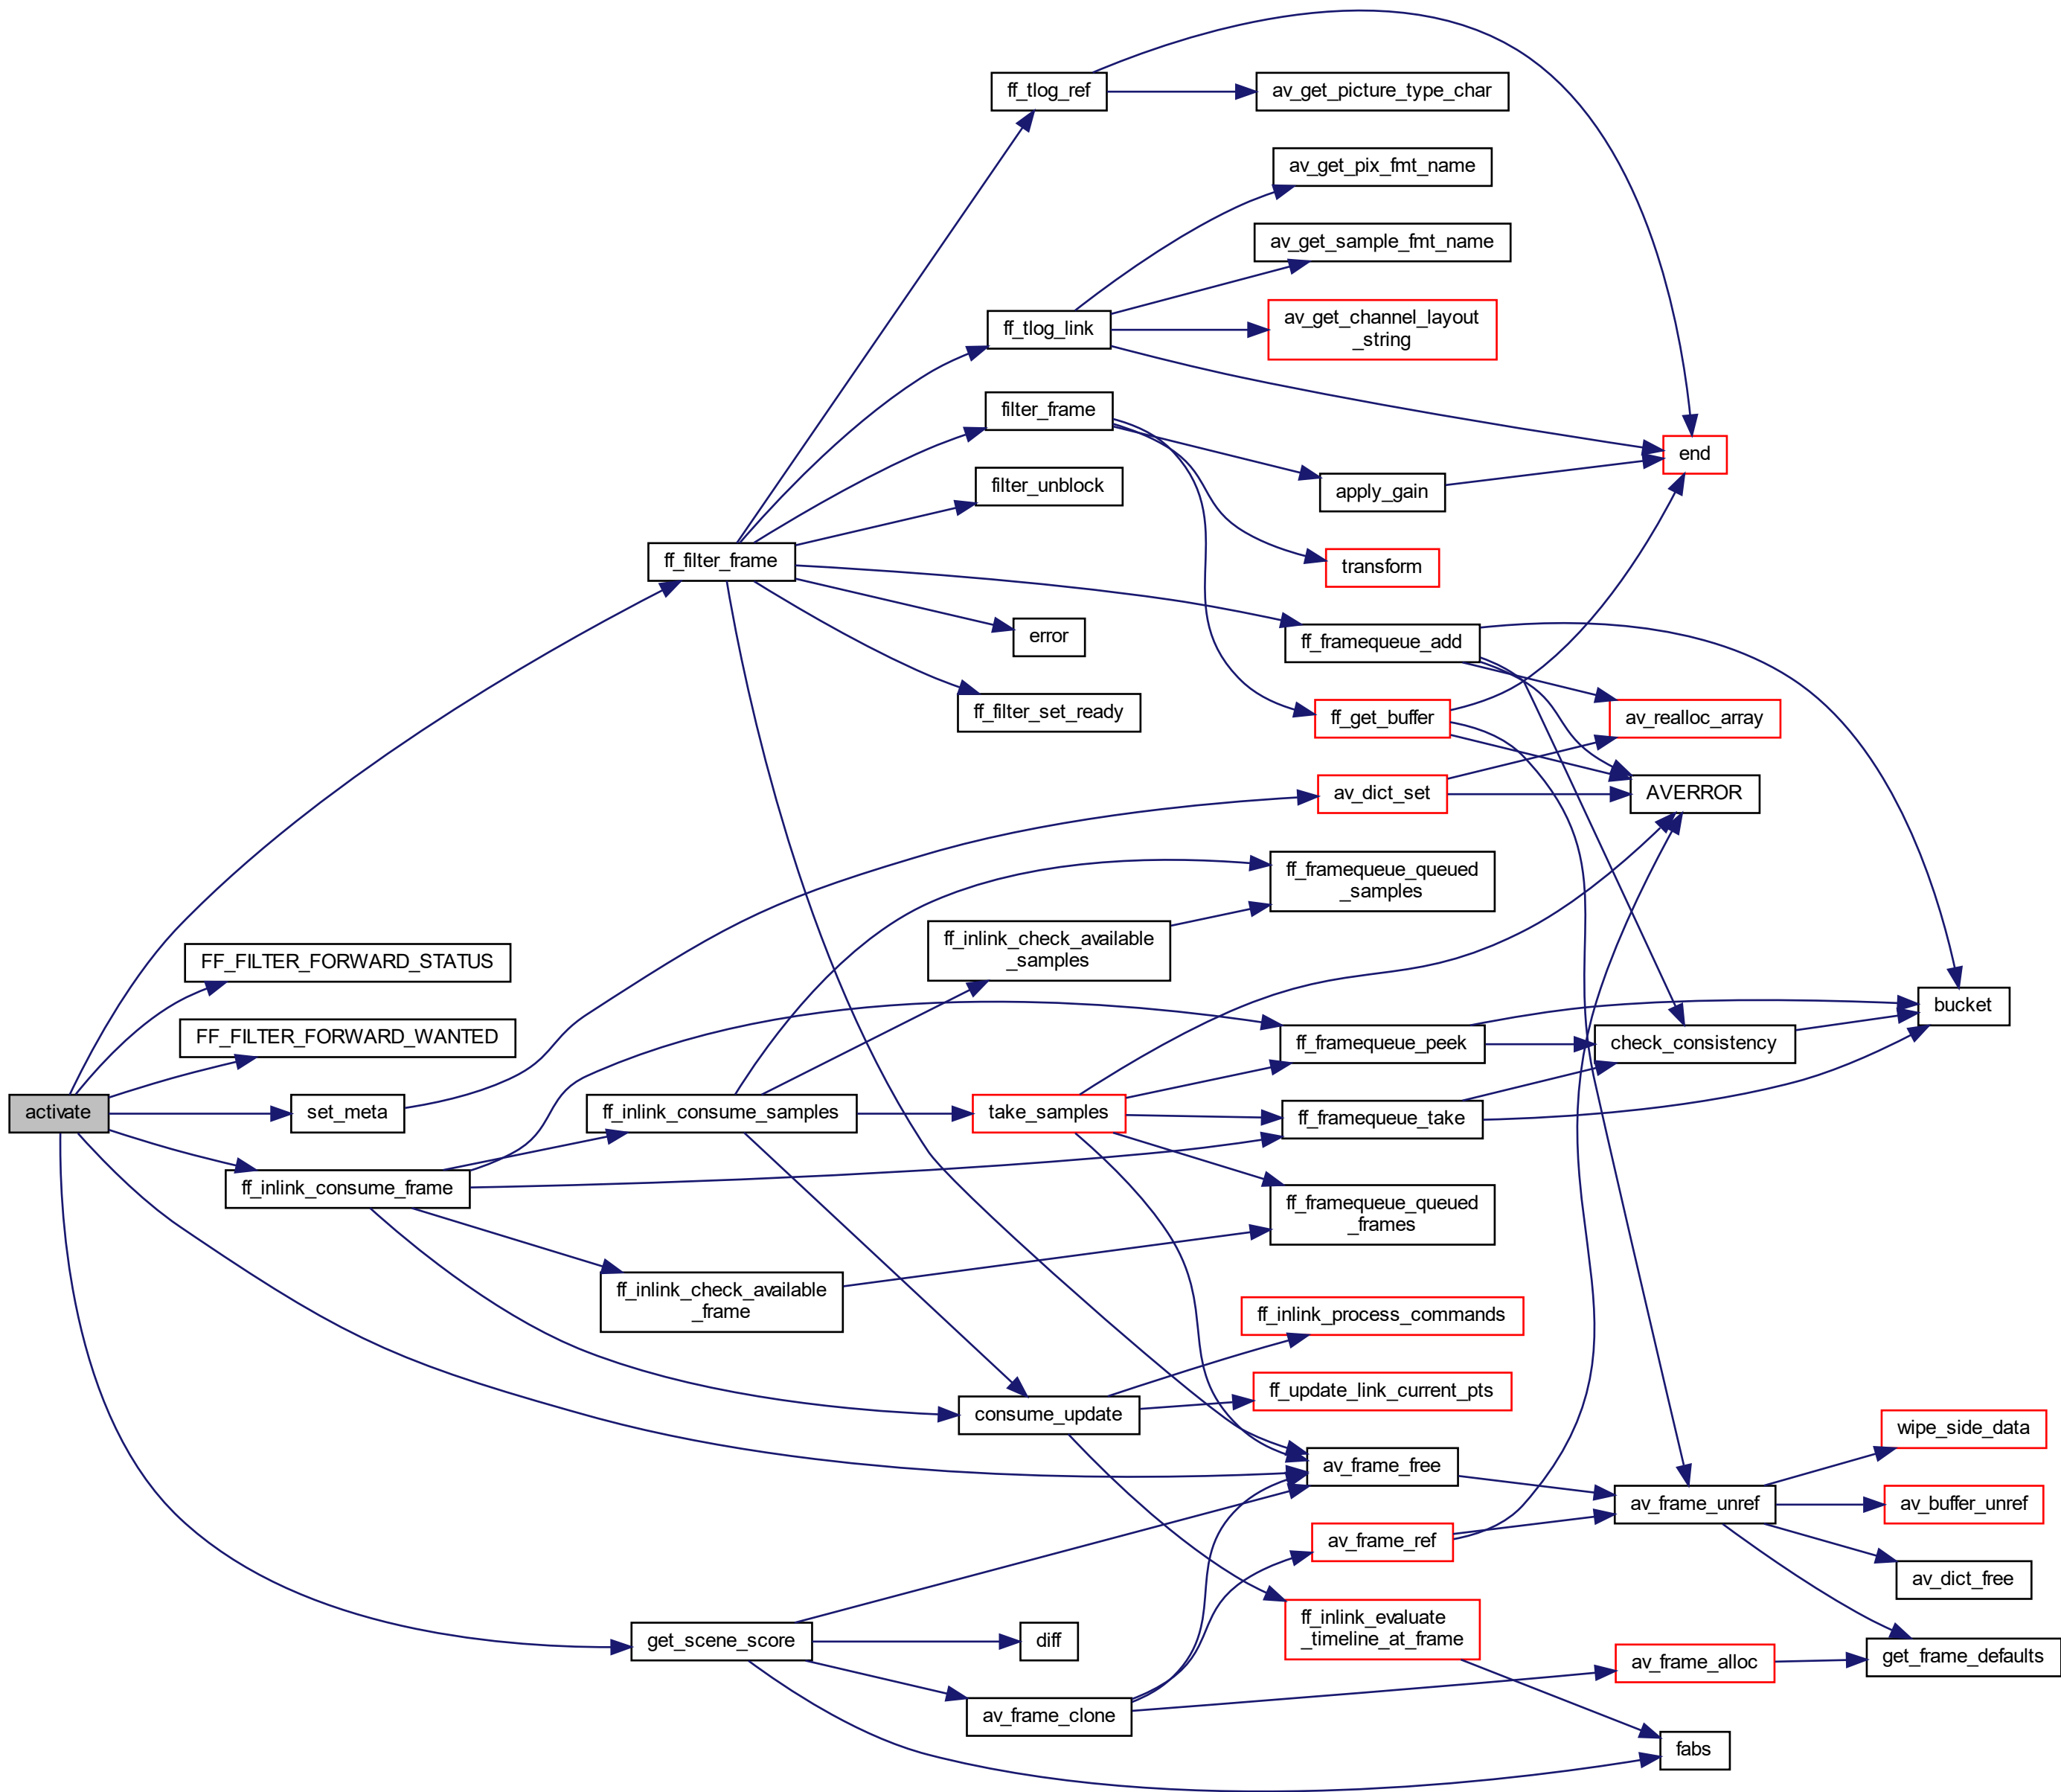 ff_tlog_ref
av_get_picture_type_char
av_get_pix_fmt_name
av_get_sample_fmt_name
ff_tlog_link
av_get_channel_layout
_string
filter_frame
end
filter_unblock
apply_gain
ff_filter_frame
transform
error
ff_framequeue_add
ff_filter_set_ready
ff_get_buffer
av_realloc_array
av_dict_set
AVERROR
ff_framequeue_queued
_samples
ff_inlink_check_available
_samples
FF_FILTER_FORWARD_STATUS
bucket
FF_FILTER_FORWARD_WANTED
ff_framequeue_peek
check_consistency
activate
set_meta
ff_inlink_consume_samples
take_samples
ff_framequeue_take
ff_inlink_consume_frame
ff_framequeue_queued
_frames
ff_inlink_check_available
_frame
ff_inlink_process_commands
ff_update_link_current_pts
consume_update
wipe_side_data
av_frame_free
av_frame_unref
av_buffer_unref
av_frame_ref
av_dict_free
ff_inlink_evaluate
_timeline_at_frame
get_scene_score
diff
av_frame_alloc
get_frame_defaults
av_frame_clone
fabs